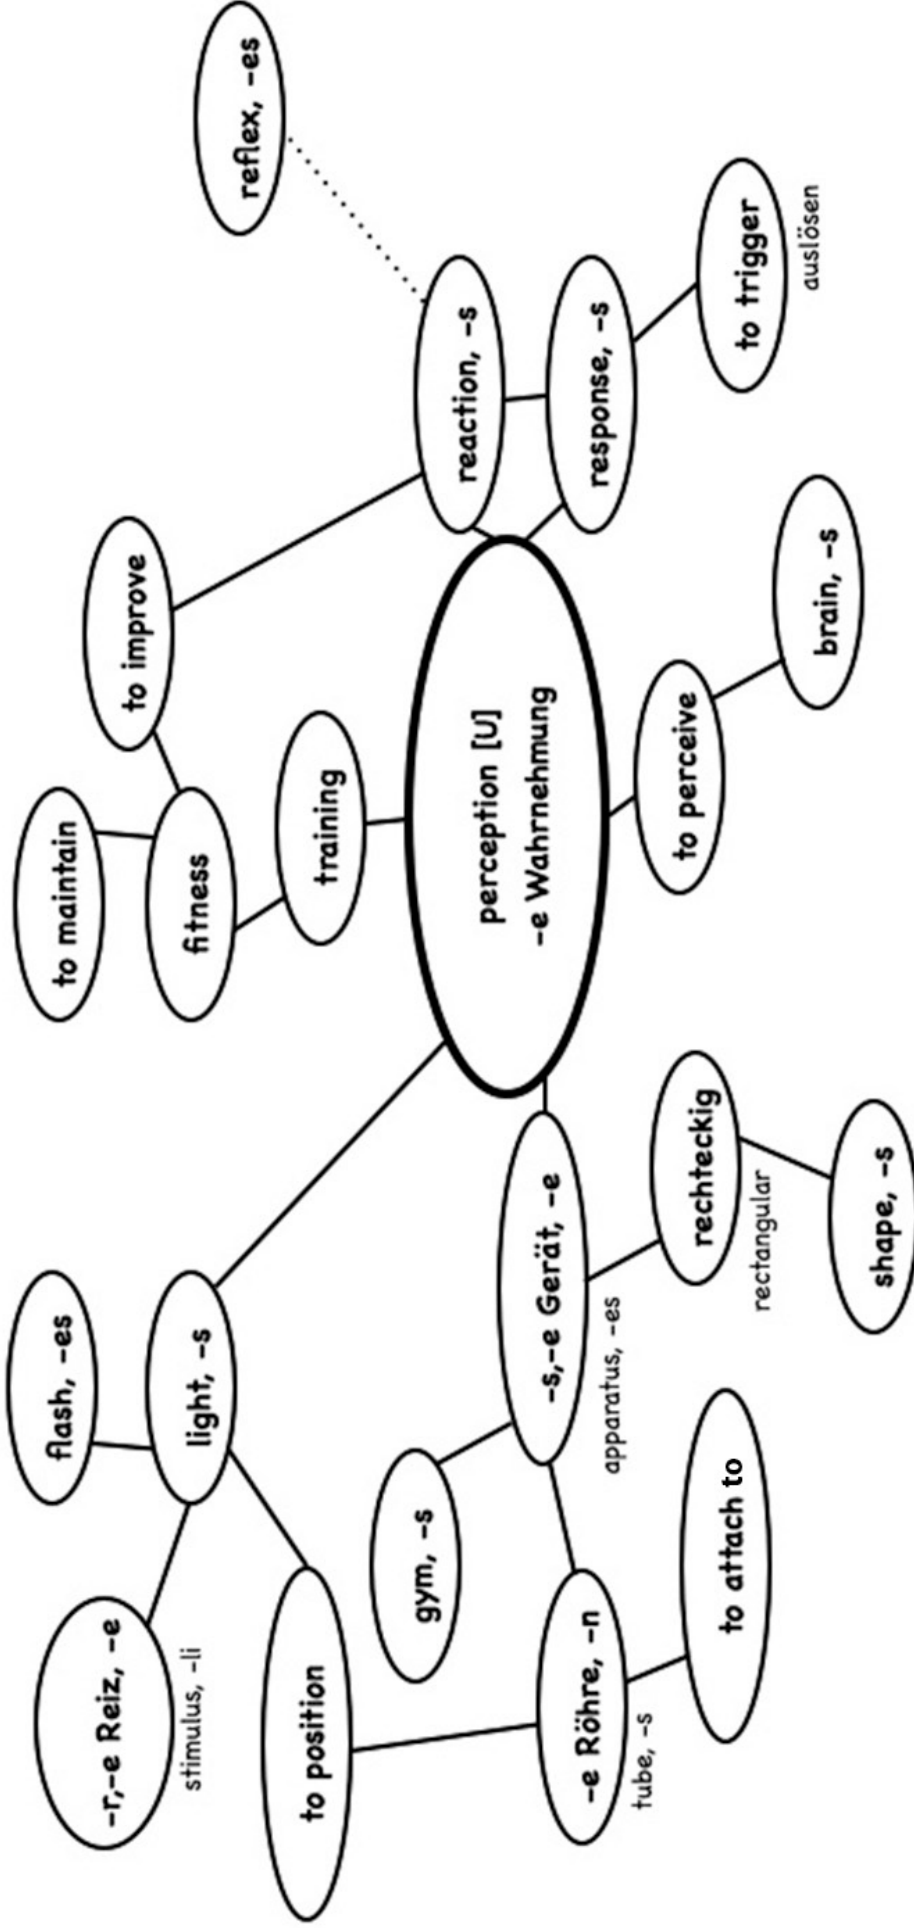 -r,-e Reiz, -e
stimulus, -li
flash, -es
light, -s
to position
to maintain
fitness
to improve
training
reflex, -es
gym, -s
-s,-e Gerät, -e
apparatus, -es
perception [U]
-e Wahrnehmung
reaction, -s
response, -s
-e Röhre, -n
tube, -s
to attach to
rechteckig
rectangular
shape, -s
to perceive
brain, -s
to trigger
auslösen